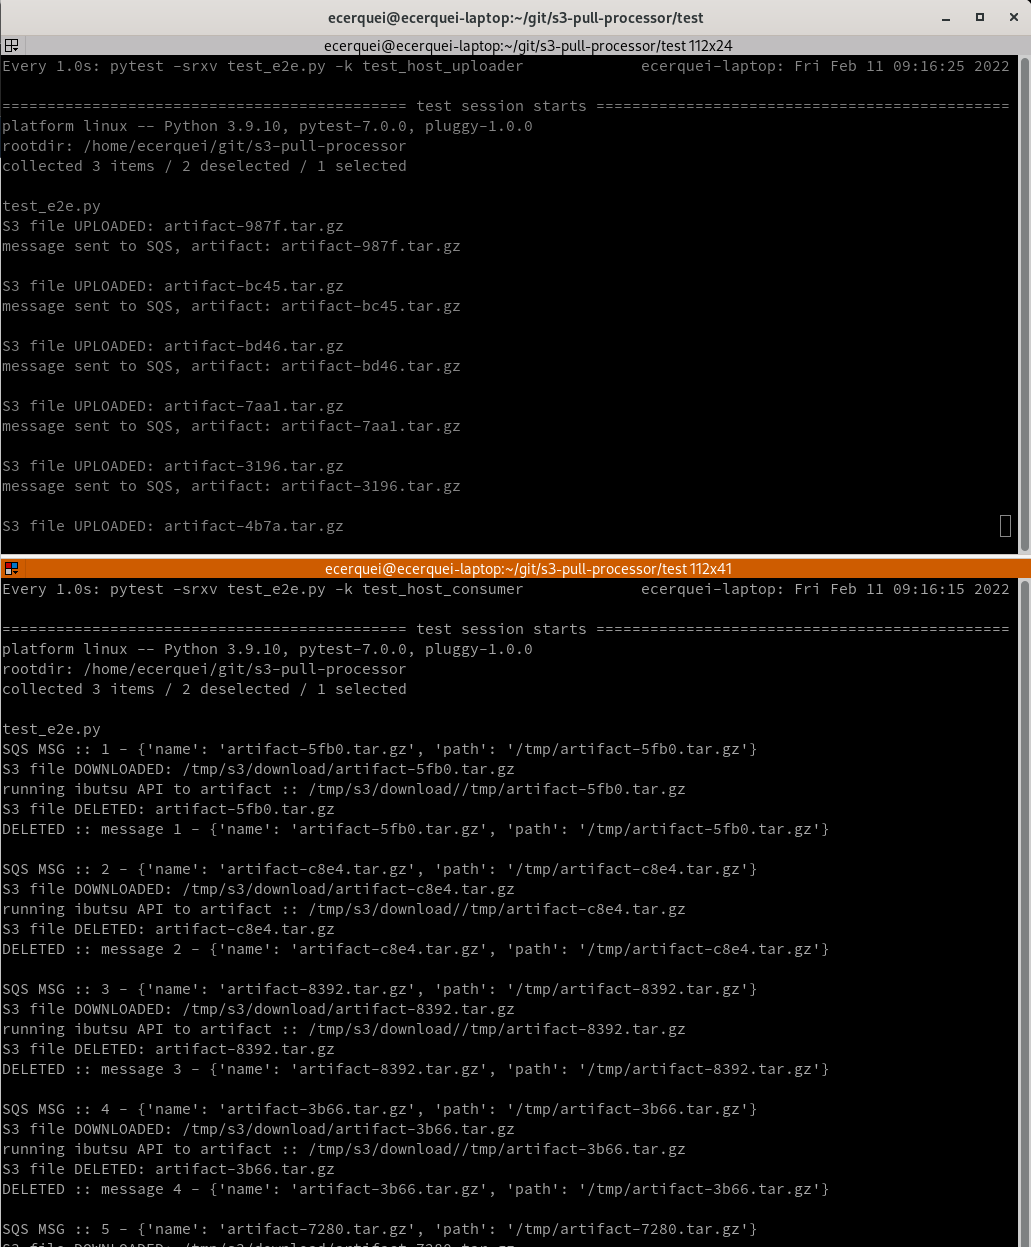 ecerquei@ecerquei-laptop:~/git/s3-pull-processor/test
ecerquei@ecerquei-laptop:~/git/s3-pull-processor/test 112x24
Every 1.0s: pytest -srxv test_e2e.py -k test_host_uploader ecerquei-laptop: Fri Feb 11 09:16:25 2022
============================================= test session starts ==============================================
platform linux -- Python 3.9.10, pytest-7.0.0, pluggy-1.0.0
rootdir: /home/ecerquei/git/s3-pull-processor
collected 3 items / 2 deselected / 1 selected
test_e2e.py
S3 file UPLOADED: artifact-987f.tar.gz
message sent to SQS, artifact: artifact-987f.tar.gz
S3 file UPLOADED: artifact-bc45.tar.gz
message sent to SQS, artifact: artifact-bc45.tar.gz
S3 file UPLOADED: artifact-bd46.tar.gz
message sent to SQS, artifact: artifact-bd46.tar.gz
S3 file UPLOADED: artifact-7aa1.tar.gz
message sent to SQS, artifact: artifact-7aa1.tar.gz
S3 file UPLOADED: artifact-3196.tar.gz
message sent to SQS, artifact: artifact-3196.tar.gz
S3 file UPLOADED: artifact-4b7a.tar.gz
ecerquei@ecerquei-laptop:~/git/s3-pull-processor/test 112x41
Every 1.0s: pytest -srxv test_e2e.py -k test_host_consumer ecerquei-laptop: Fri Feb 11 09:16:15 2022
============================================= test session starts ==============================================
platform linux -- Python 3.9.10, pytest-7.0.0, pluggy-1.0.0
rootdir: /home/ecerquei/git/s3-pull-processor
collected 3 items / 2 deselected / 1 selected
test_e2e.py
SQS MSG :: 1 - {'name': 'artifact-5fb0.tar.gz', 'path': '/tmp/artifact-5fb0.tar.gz'}
S3 file DOWNLOADED: /tmp/s3/download/artifact-5fb0.tar.gz
running ibutsu API to artifact :: /tmp/s3/download//tmp/artifact-5fb0.tar.gz
S3 file DELETED: artifact-5fb0.tar.gz
DELETED :: message 1 - {'name': 'artifact-5fb0.tar.gz', 'path': '/tmp/artifact-5fb0.tar.gz'}
SQS MSG :: 2 - {'name': 'artifact-c8e4.tar.gz', 'path': '/tmp/artifact-c8e4.tar.gz'}
S3 file DOWNLOADED: /tmp/s3/download/artifact-c8e4.tar.gz
running ibutsu API to artifact :: /tmp/s3/download//tmp/artifact-c8e4.tar.gz
S3 file DELETED: artifact-c8e4.tar.gz
DELETED :: message 2 - {'name': 'artifact-c8e4.tar.gz', 'path': '/tmp/artifact-c8e4.tar.gz'}
SQS MSG :: 3 - {'name': 'artifact-8392.tar.gz', 'path': '/tmp/artifact-8392.tar.gz'}
S3 file DOWNLOADED: /tmp/s3/download/artifact-8392.tar.gz
running ibutsu API to artifact :: /tmp/s3/download//tmp/artifact-8392.tar.gz
S3 file DELETED: artifact-8392.tar.gz
DELETED :: message 3 - {'name': 'artifact-8392.tar.gz', 'path': '/tmp/artifact-8392.tar.gz'}
SQS MSG :: 4 - {'name': 'artifact-3b66.tar.gz', 'path': '/tmp/artifact-3b66.tar.gz'}
S3 file DOWNLOADED: /tmp/s3/download/artifact-3b66.tar.gz
running ibutsu API to artifact :: /tmp/s3/download//tmp/artifact-3b66.tar.gz
S3 file DELETED: artifact-3b66.tar.gz
DELETED :: message 4 - {'name': 'artifact-3b66.tar.gz', 'path': '/tmp/artifact-3b66.tar.gz'}
SQS MSG :: 5 - {'name': 'artifact-7280.tar.gz', 'path': '/tmp/artifact-7280.tar.gz'}